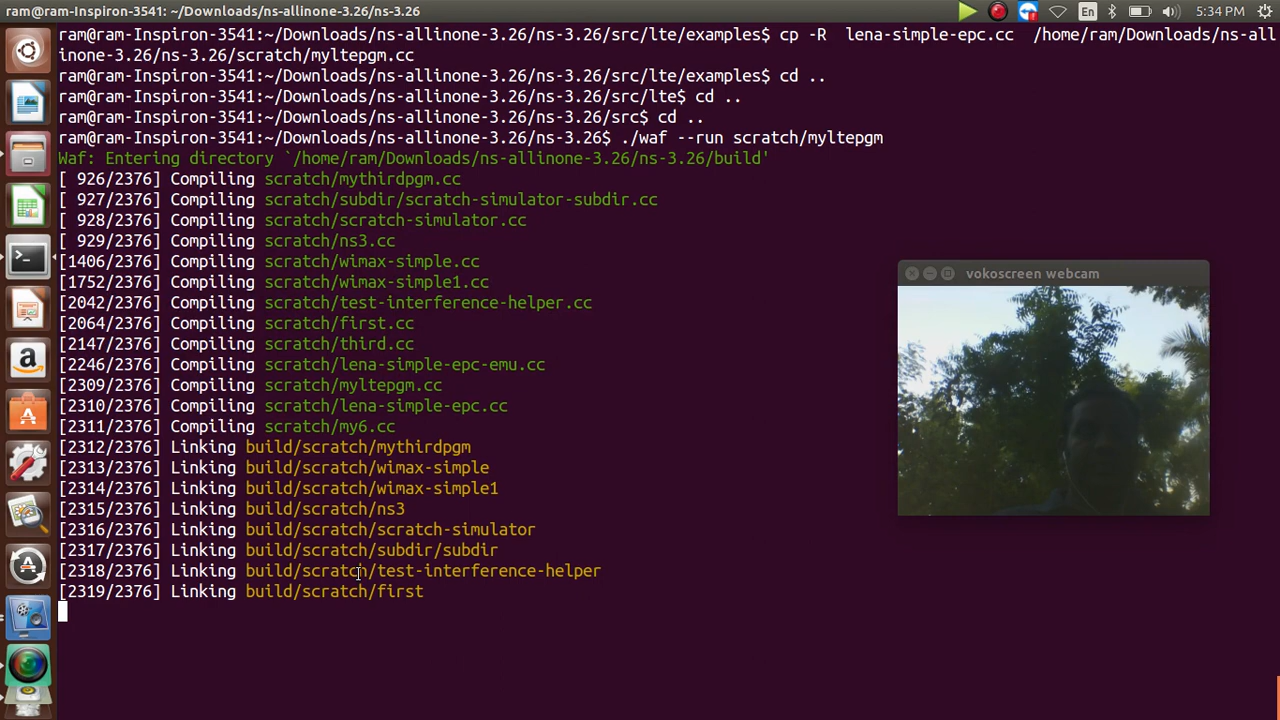 ram@ram-Inspiron-3541: ~/Downloads/ns-allinone-3.26/ns-3.26
En
5:34 PM
ram@ram-Inspiron-3541:~/Downloads/ns-allinone-3.26/ns-3.26/src/lte/examples$ cp -R  lena-simple-epc.cc  /home/ram/Downloads/ns-all
inone-3.26/ns-3.26/scratch/myltepgm.cc
ram@ram-Inspiron-3541:~/Downloads/ns-allinone-3.26/ns-3.26/src/lte/examples$ cd ..
ram@ram-Inspiron-3541:~/Downloads/ns-allinone-3.26/ns-3.26/src/lte$ cd ..
ram@ram-Inspiron-3541:~/Downloads/ns-allinone-3.26/ns-3.26/src$ cd ..
ram@ram-Inspiron-3541:~/Downloads/ns-allinone-3.26/ns-3.26$ ./waf --run scratch/myltepgm
Waf: Entering directory `/home/ram/Downloads/ns-allinone-3.26/ns-3.26/build'
[ 926/2376] Compiling scratch/mythirdpgm.cc
[ 927/2376] Compiling scratch/subdir/scratch-simulator-subdir.cc
[ 928/2376] Compiling scratch/scratch-simulator.cc
[ 929/2376] Compiling scratch/ns3.cc
[1406/2376] Compiling scratch/wimax-simple.cc
[1752/2376] Compiling scratch/wimax-simple1.cc
[2042/2376] Compiling scratch/test-interference-helper.cc
[2064/2376] Compiling scratch/first.cc
[2147/2376] Compiling scratch/third.cc
[2246/2376] Compiling scratch/lena-simple-epc-emu.cc
[2309/2376] Compiling scratch/myltepgm.cc
[2310/2376] Compiling scratch/lena-simple-epc.cc
[2311/2376] Compiling scratch/my6.cc
[2312/2376] Linking build/scratch/mythirdpgm
[2313/2376] Linking build/scratch/wimax-simple
[2314/2376] Linking build/scratch/wimax-simple1
[2315/2376] Linking build/scratch/ns3
[2316/2376] Linking build/scratch/scratch-simulator
[2317/2376] Linking build/scratch/subdir/subdir
[2318/2376] Linking build/scratch/test-interference-helper
[2319/2376] Linking build/scratch/first
vokoscreen webcam